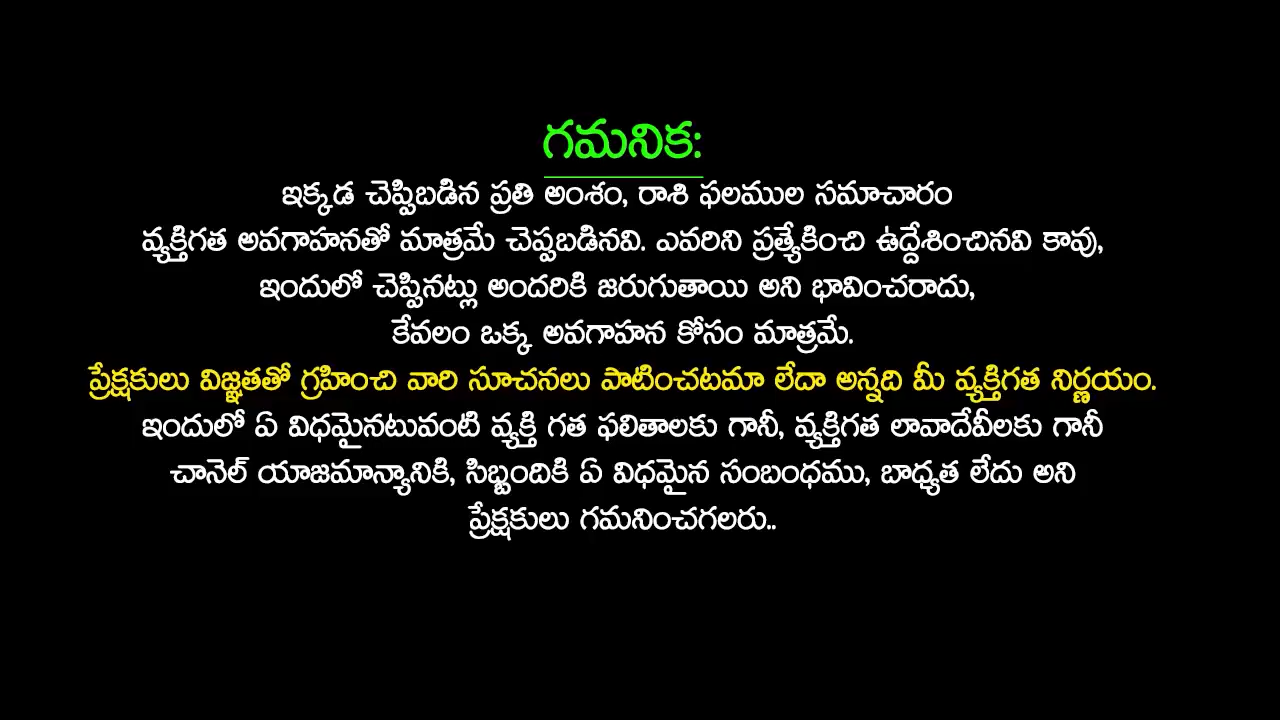 గమనిక:
ఇక్కడ చెప్పిబడిన ప్రతి అంశం, రాశి ఫలముల సమాచారం
వ్యక్తిగత అవగాహనతో మాత్రమే చెప్పబడినవి. ఎవరిని ప్రత్యేకించి ఉద్దేశించినవి కావు,
ఇందులో చెప్పినట్లు అందరికి జరుగుతాయి అని భావించరాదు,
కేవలం ఒక్క అవగాహన కోసం మాత్రమే.
ప్రేక్షకులు విజ్ఞతతో గ్రహించి వారి సూచనలు పాటించటమా లేదా అన్నది మీ వ్యక్తిగత నిర్ణయం.
ఇందులో ఏ విధమైనటువంటి వ్యక్తి గత ఫలితాలకు గానీ, వ్యక్తిగత లావాదేవీలకు గానీ
చానెల్ యాజమాన్యానికి, సిబ్బందికి ఏ విధమైన సంబంధము, బాధ్యత లేదు అని
ప్రేక్షకులు గమనించగలరు..